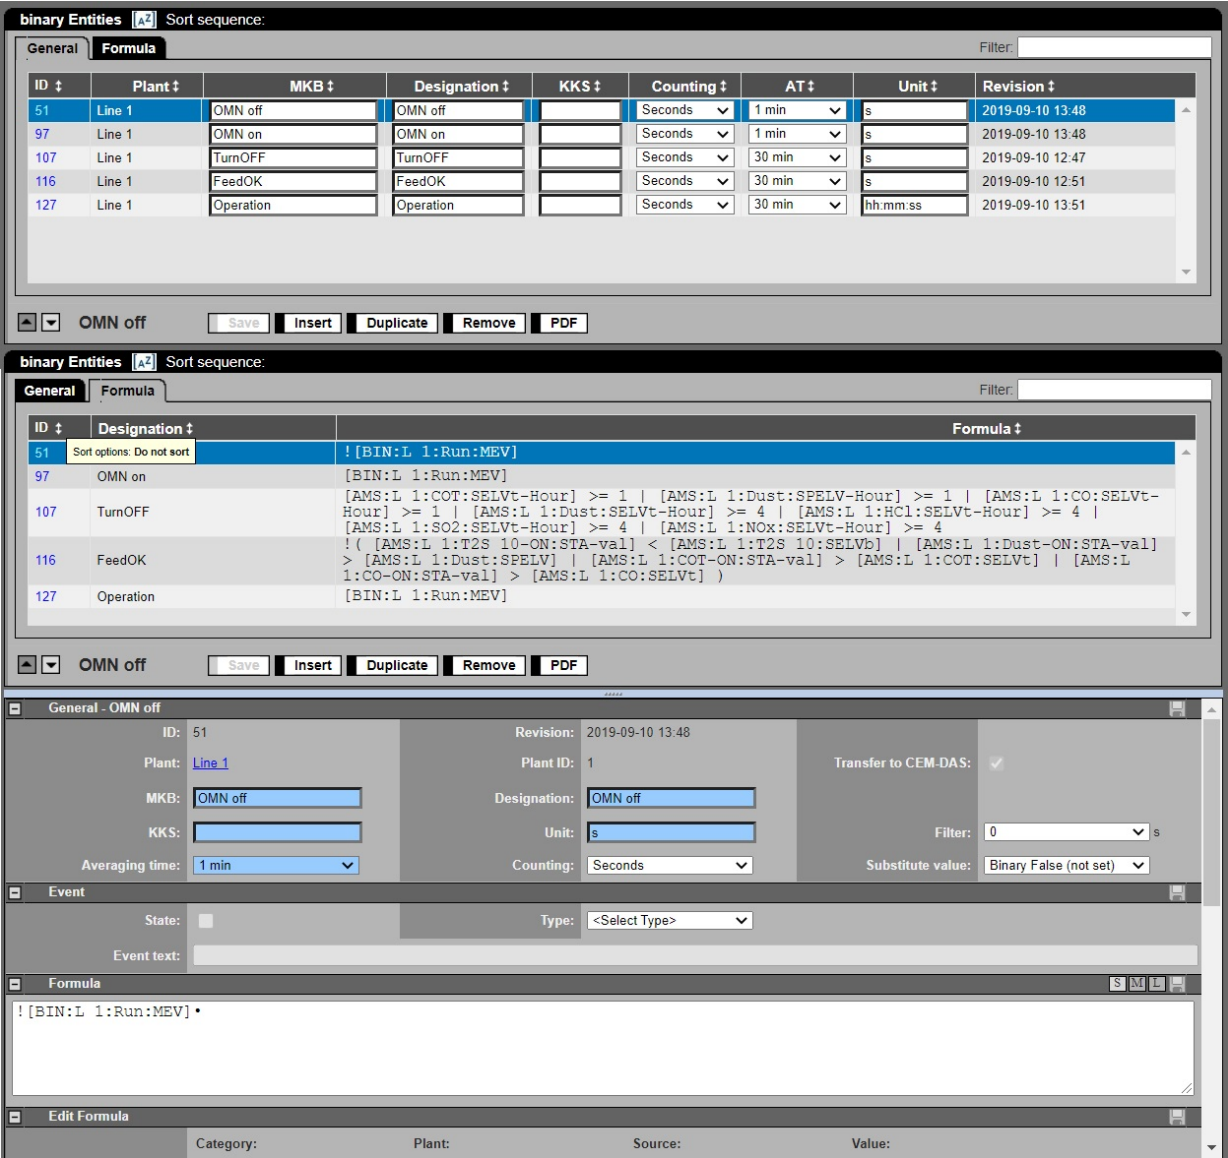 binary Entities [AZ] Sort sequence:
General Formula Filter:
ID Plant MKB Designation KKS Counting AT Unit Revision
51 Line 1 OMN off OMN off Seconds 1 min s 2019-09-10 13:48
97 Line 1 OMN on OMN on Seconds 1 min s 2019-09-10 13:48
107 Line 1 TurnOFF TurnOFF Seconds 30 min s 2019-09-10 12:47
116 Line 1 FeedOK FeedOK Seconds 30 min s 2019-09-10 12:51
127 Line 1 Operation Operation Seconds 30 min hh:mm:ss 2019-09-10 13:51
OMN off Save Insert Duplicate Remove PDF
binary Entities [AZ] Sort sequence:
General Formula Filter:
ID Designation Formula
51 Sort options: Do not sort ![BIN:L 1:Run:MEV]
97 OMN on [BIN:L 1:Run:MEV]
[AMS:L 1:COT:SELVt-Hour] >= 1 | [AMS:L 1:Dust:SPELV-Hour] >= 1 | [AMS:L 1:CO:SELVt-
107 TurnOFF Hour] >= 1 | [AMS:L 1:Dust:SELVt-Hour] >= 4 | [AMS:L 1:HCl:SELVt-Hour] >= 4 |
[AMS:L 1:SO2:SELVt-Hour] >= 4 | [AMS:L 1:NOx:SELVt-Hour] >= 4
!( [AMS:L 1:T2S 10-ON:STA-val] < [AMS:L 1:T2S 10:SELVb] | [AMS:L 1:Dust-ON:STA-val]
116 FeedOK > [AMS:L 1:Dust:SPELV] | [AMS:L 1:COT-ON:STA-val] > [AMS:L 1:COT:SELVt] | [AMS:L
1:CO-ON:STA-val] > [AMS:L 1:CO:SELVt] )
127 Operation [BIN:L 1:Run:MEV]
OMN off Save Insert Duplicate Remove PDF
General - OMN off
ID: 51 Revision: 2019-09-10 13:48
Plant: Line 1 Plant ID: 1 Transfer to CEM-DAS:
MKB: OMN off Designation: OMN off
KKS: Unit: s Filter: 0 s
Averaging time: 1 min Counting: Seconds Substitute value: Binary False (not set)
Event
State: Type: <Select Type>
Event text:
Formula S M L
![BIN:L 1:Run:MEV]•
Edit Formula
Category: Plant: Source: Value: